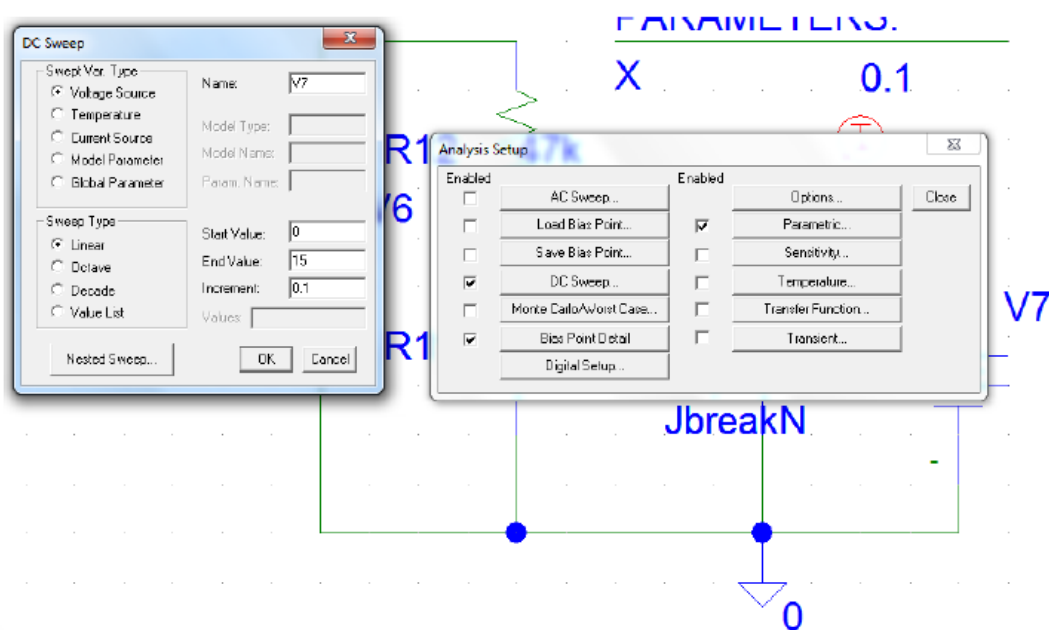 PARAMETERS:
X 0.1
DC Sweep
Swept Var. Type
Voltage Source
Temperature
Current Source
Model Parameter
Global Parameter
Name: V7
Model Type:
Model Name:
Param. Name:
Sweep Type
Linear
Octave
Decade
Value List
Start Value: 0
End Value: 15
Increment: 0.1
Values:
Nested Sweep...
OK
Cancel
R12 47k
Analysis Setup
Enabled
AC Sweep...
Load Bias Point...
Save Bias Point...
DC Sweep...
Monte Carlo/Worst Case...
Bias Point Detail
Digital Setup...
Enabled
Options...
Parametric...
Sensitivity...
Temperature...
Transfer Function...
Transient...
Close
V6
V7
R1
JbreakN
-
0